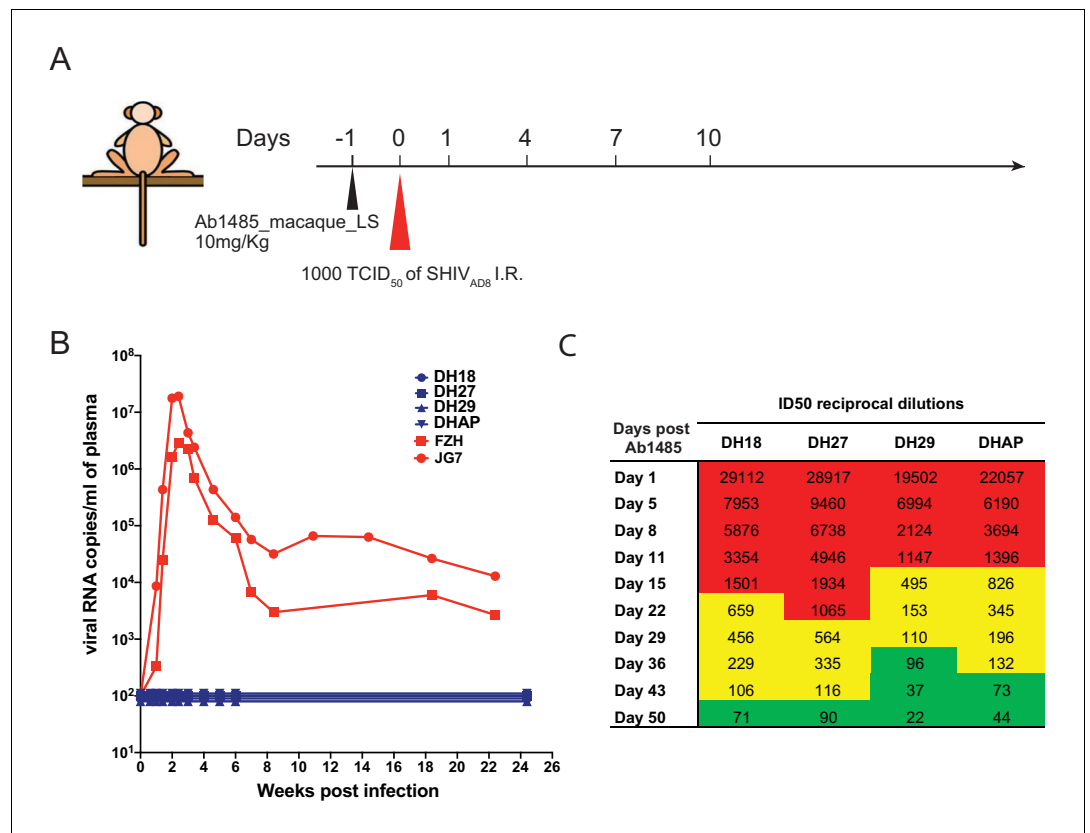 A
Days -1 0 1 4 7 10
Ab1485_macaque_LS
10mg/Kg
1000 TCID50 of SHIVAD8 I.R.
B
viral RNA copies/ml of plasma
10^8
10^7
10^6
10^5
10^4
10^3
10^2
10^1
0 2 4 6 8 10 12 14 16 18 20 22 24 26
Weeks post infection
DH18
DH27
DH29
DHAP
FZH
JG7
C
ID50 reciprocal dilutions
Days post
Ab1485
DH18 DH27 DH29 DHAP
Day 1 29112 28917 19502 22057
Day 5 7953 9460 6994 6190
Day 8 5876 6738 2124 3694
Day 11 3354 4946 1147 1396
Day 15 1501 1934 495 826
Day 22 659 1065 153 345
Day 29 456 564 110 196
Day 36 229 335 96 132
Day 43 106 116 37 73
Day 50 71 90 22 44